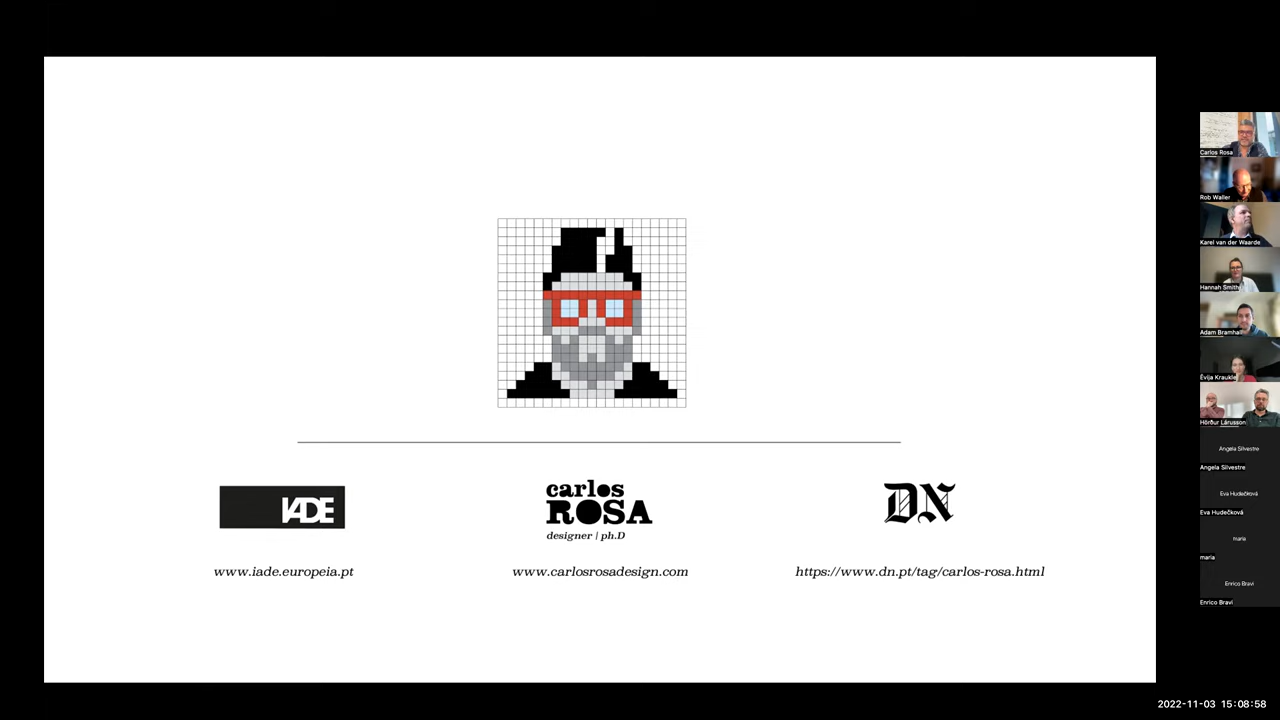 IADE
www.iade.europeia.pt
carlos
ROSA
designer | ph.D
www.carlosrosadesign.com
DN
https://www.dn.pt/tag/carlos-rosa.html
Carlos Rosa
Rob Waller
Karel van der Waarde
Hannah Smith
Adam Bramhall
Ēvija Kraukle
Hörður Lárusson
Angela Silvestre
Angela Silvestre
Eva Hudečková
Eva Hudečková
maria
maria
Enrico Bravi
Enrico Bravi
2022-11-03 15:08:58